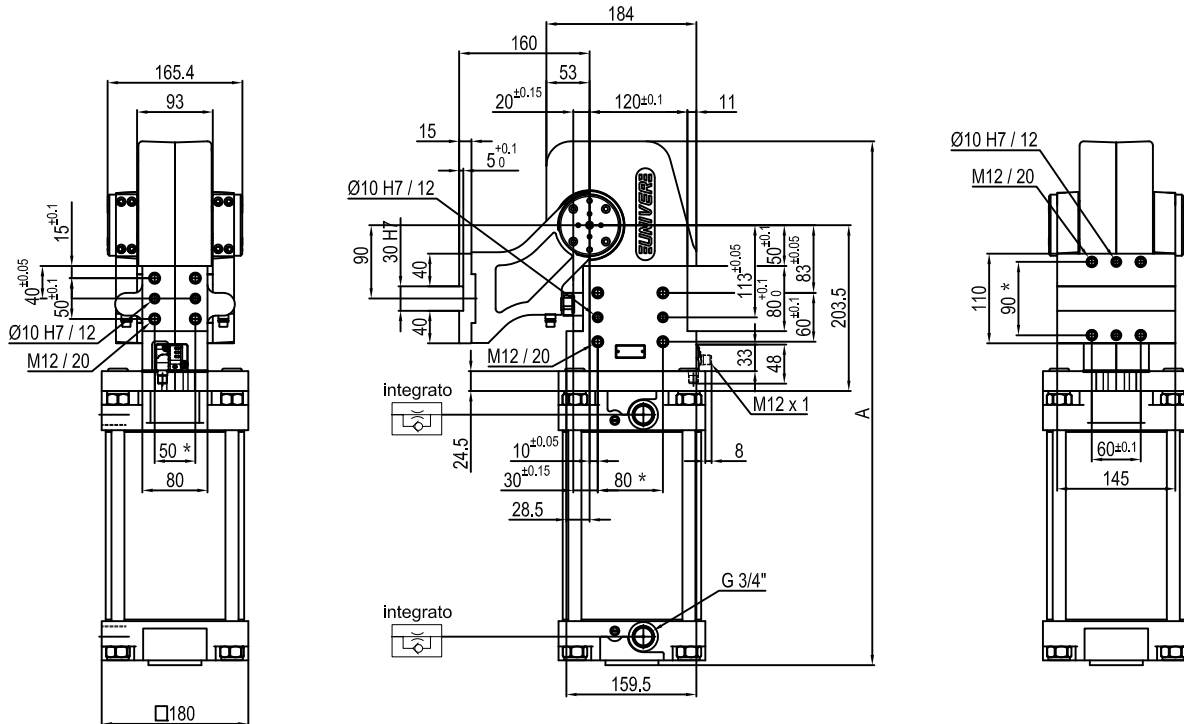 165.4
93
15±0.1
40±0.05
50±0.1
Ø10 H7 / 12
M12 / 20
50 *
80
□180
184
160
53
20±0.15
120±0.1
11
15
5 +0.1 0
Ø10 H7 / 12
90
30 H7
40
40
UNIVER
50±0.1
83±0.05
113±0.05
80 +0.1 0
60±0.1
203.5
M12 / 20
33
48
M12 x 1
integrato
24.5
10±0.05
8
30±0.15
80 *
28.5
A
G 3/4"
integrato
159.5
Ø10 H7 / 12
M12 / 20
110
90 *
60±0.1
145